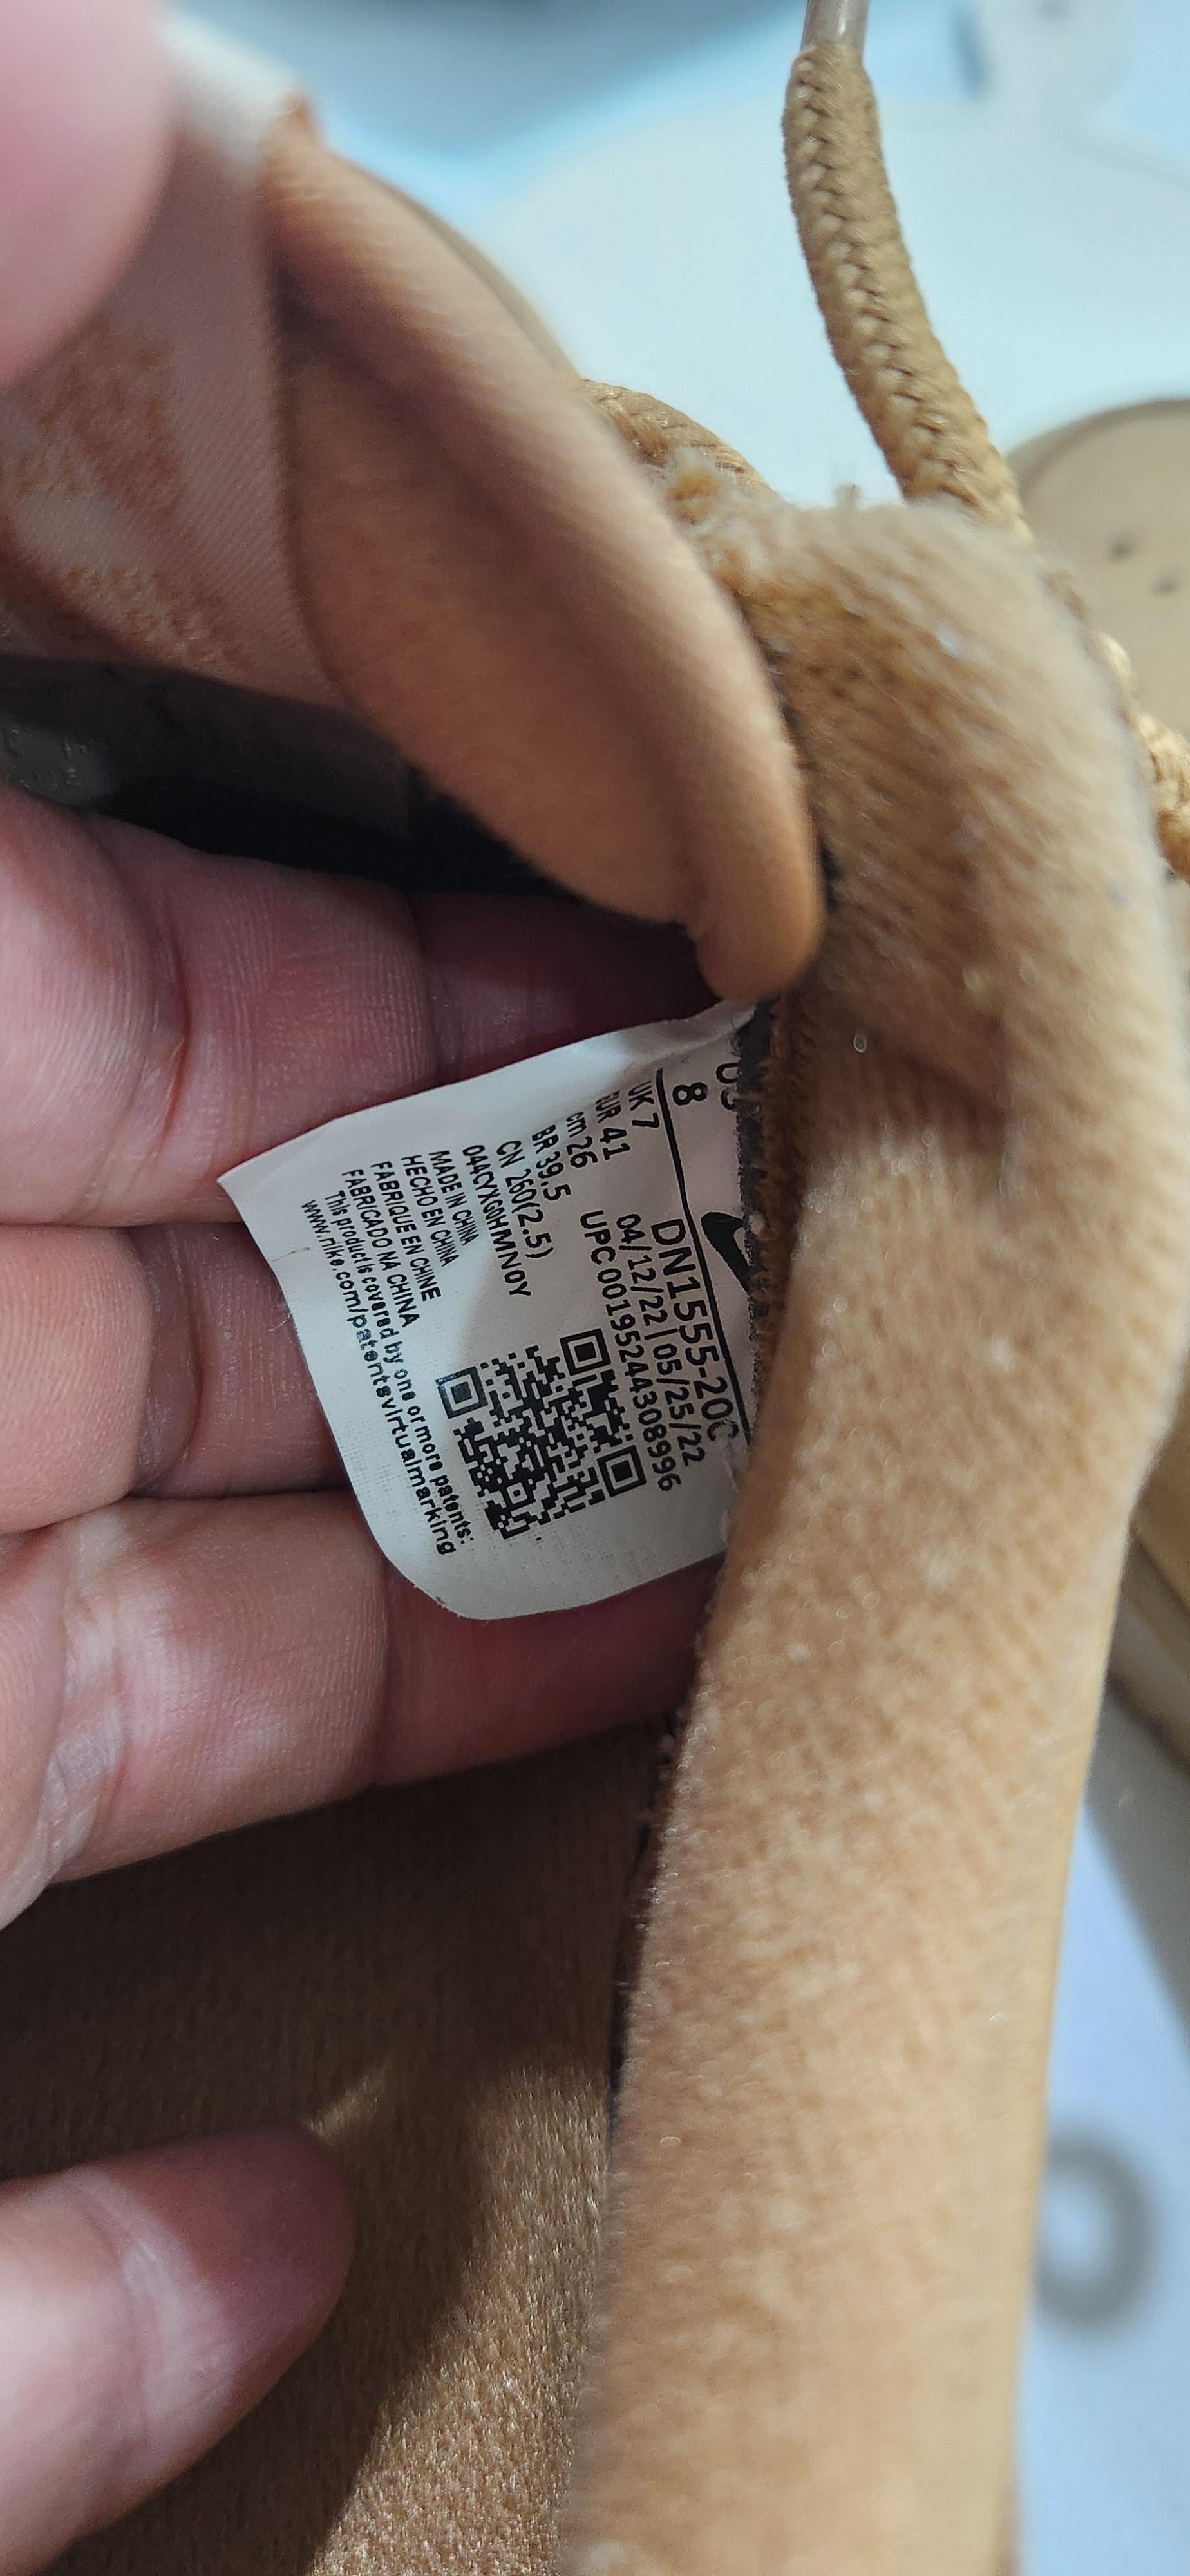 8
UK 7
EUR 41
cm 26
BR 39.5
CN 260(2.5)
044CYXG0HMN0Y
MADE IN CHINA
HECHO EN CHINA
FABRIQUE EN CHINE
FABRICADO NA CHINA
This product is covered by one or more patents:
www.nike.com/patentsvirtualmarking
DN1555-200
04/12/22 | 05/25/22
UPC 00195244308996